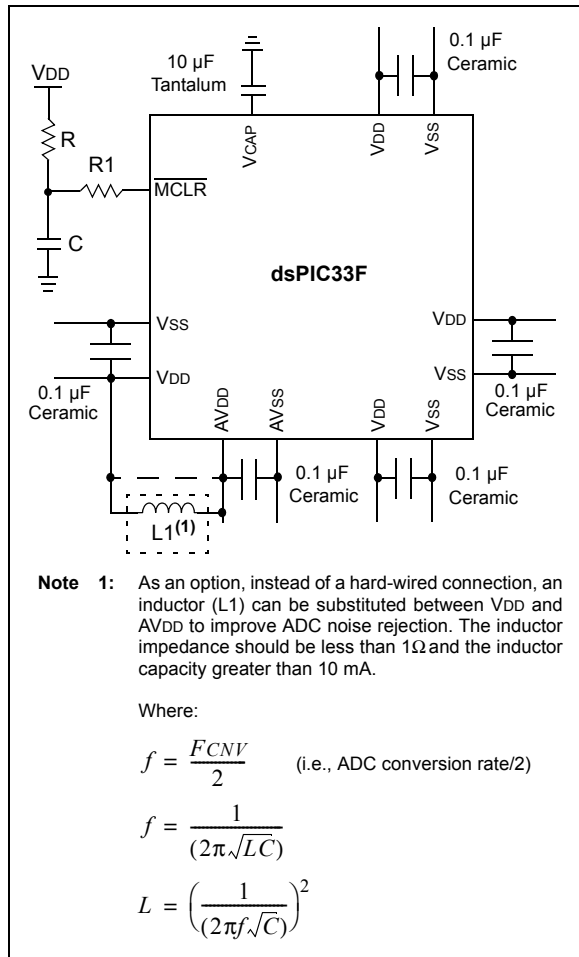 10 µF
Tantalum
0.1 µF
Ceramic
VDD
R
R1
C
VCAP
VDD
VSS
MCLR
dsPIC33F
VSS
VDD
VDD
VSS
0.1 µF
Ceramic
0.1 µF
Ceramic
AVDD
AVSS
VDD
VSS
0.1 µF
Ceramic
0.1 µF
Ceramic
L1(1)
Note 1: As an option, instead of a hard-wired connection, an
inductor (L1) can be substituted between VDD and
AVDD to improve ADC noise rejection. The inductor
impedance should be less than 1Ω and the inductor
capacity greater than 10 mA.
Where:
f = FCNV / 2 (i.e., ADC conversion rate/2)
f = 1 / (2π√LC)
L = (1 / (2πf√C))²